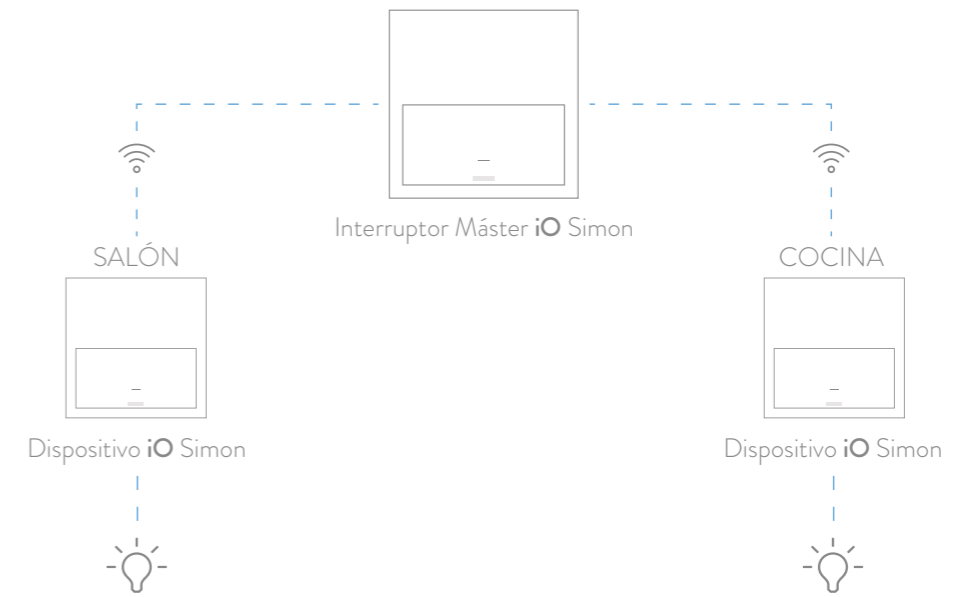 Interruptor Máster iO Simon
SALÓN
COCINA
Dispositivo iO Simon
Dispositivo iO Simon